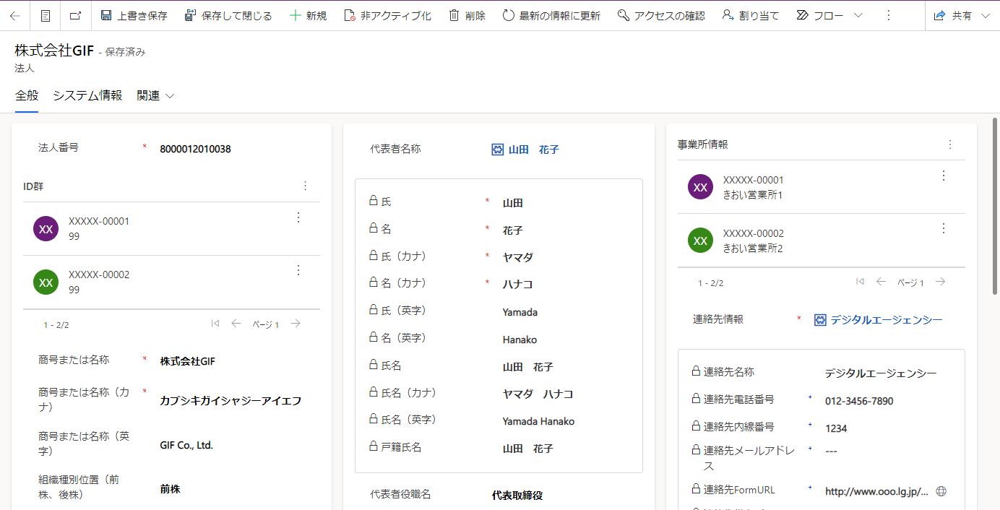 上書き保存 保存して閉じる 新規 非アクティブ化 削除 最新の情報に更新 アクセスの確認 割り当て フロー 共有
株式会社GIF - 保存済み
法人
全般 システム情報 関連
法人番号 * 8000012010038
ID群
XX XXXXX-00001
99
XX XXXXX-00002
99
1 - 2/2 ページ 1
商号または名称 * 株式会社GIF
商号または名称（カ
ナ） * カブシキガイシャジーアイエフ
商号または名称（英
字） GIF Co., Ltd.
組織種別位置（前
株、後株） 前株
代表者名称 山田　花子
氏 * 山田
名 * 花子
氏（カナ） * ヤマダ
名（カナ） * ハナコ
氏（英字） Yamada
名（英字） Hanako
氏名 山田　花子
氏名（カナ） ヤマダ　ハナコ
氏名（英字） Yamada Hanako
戸籍氏名 山田　花子
代表者役職名 代表取締役
事業所情報
XX XXXXX-00001
きおい営業所1
XX XXXXX-00002
きおい営業所2
1 - 2/2 ページ 1
連絡先情報 * デジタルエージェンシー
連絡先名称 デジタルエージェンシー
連絡先電話番号 + 012-3456-7890
連絡先内線番号 + 1234
連絡先メールアドレ
ス + ---
連絡先FormURL + http://www.ooo.lg.jp/...